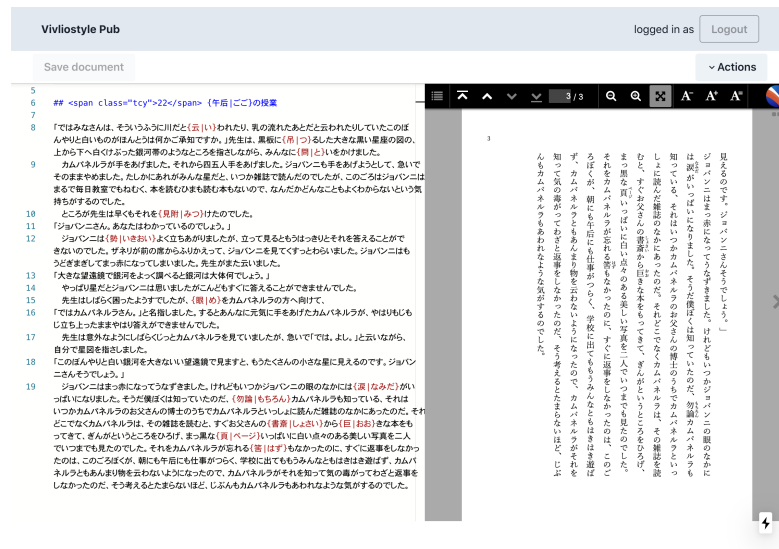 Vivliostyle Pub
logged in as
Logout
Save document
Actions
5
6 ## <span class="tcy">22</span> {午后|ごご}の授業
7
8 「ではみなさんは、そういうふうに川だと{云|い}われたり、乳の流れたあとだと云われたりしていたこのぼ
んやりと白いものがほんとうは何かご承知ですか。」先生は、黒板に{吊|つ}るした大きな黒い星座の図の、
上から下へ白くけぶった銀河帯のようなところを指しながら、みんなに{問|と}いをかけました。
9 カムパネルラが手をあげました。それから四五人手をあげました。ジョバンニも手をあげようとして、急いで
そのままやめました。たしかにあれがみんな星だと、いつか雑誌で読んだのでしたが、このごろはジョバンニは
まるで毎日教室でもねむく、本を読むひまも読む本もないので、なんだかどんなこともよくわからないという気
持ちがするのでした。
10 ところが先生は早くもそれを{見附|みつ}けたのでした。
11 「ジョバンニさん。あなたはわかっているのでしょう。」
12 ジョバンニは{勢|いきおい}よく立ちあがりましたが、立って見るともうはっきりとそれを答えることがで
きないのでした。ザネリが前の席からふりかえって、ジョバンニを見てくすっとわらいました。ジョバンニはも
うどぎまぎしてまっ赤になってしまいました。先生がまた云いました。
13 「大きな望遠鏡で銀河をよっく調べると銀河は大体何でしょう。」
14 やっぱり星だとジョバンニは思いましたがこんどもすぐに答えることができませんでした。
15 先生はしばらく困ったようすでしたが、{眼|め}をカムパネルラの方へ向けて、
16 「ではカムパネルラさん。」と名指しました。するとあんなに元気に手をあげたカムパネルラが、やはりもじも
じ立ち上ったままやはり答えができませんでした。
17 先生は意外なようにしばらくじっとカムパネルラを見ていましたが、急いで「では。よし。」と云いながら、
自分で星図を指しました。
18 「このぼんやりと白い銀河を大きないい望遠鏡で見ますと、もうたくさんの小さな星に見えるのです。ジョバン
ニさんそうでしょう。」
19 ジョバンニはまっ赤になってうなずきました。けれどもいつかジョバンニの眼のなかには{涙|なみだ}がい
っぱいになりました。そうだ僕は知っていたのだ、{勿論|もちろん}カムパネルラも知っている、それは
いつかカムパネルラのお父さんの博士のうちでカムパネルラといっしょに読んだ雑誌のなかにあったのだ。それ
どこでなくカムパネルラは、その雑誌を読むと、すぐお父さんの{書斎|しょさい}から{巨|おお}きな本をも
ってきて、ぎんがというところをひろげ、まっ黒な{頁|ページ}いっぱいに白い点々のある美しい写真を二人
でいつまでも見たのでした。それをカムパネルラが忘れる{筈|はず}もなかったのに、すぐに返事をしなかっ
たのは、このごろぼくが、朝にも午后にも仕事がつらく、学校に出てももうみんなともはきはき遊ばず、カムパ
ネルラともあんまり物を云わないようになったので、カムパネルラがそれを知って気の毒がってわざと返事を
しなかったのだ、そう考えるとたまらないほど、じぶんもカムパネルラもあわれなような気がするのでした。
3 / 3
A⁻ A⁺ A⁼
3
見えるのです。ジョバンニさんそうでしょう。」
ジョバンニはまっ赤になってうなずきました。けれどもいつかジョバンニの眼のなかに
は涙がいっぱいになりました。そうだ僕は知っていたのだ、勿論カムパネルラも
知っている、それはいつかカムパネルラのお父さんの博士のうちでカムパネルラといっ
しょに読んだ雑誌のなかにあったのだ。それどこでなくカムパネルラは、その雑誌を読
むと、すぐお父さんの書斎から巨きな本をもってきて、ぎんがというところをひろげ、
まっ黒な頁いっぱいに白い点々のある美しい写真を二人でいつまでも見たのでした。
それをカムパネルラが忘れる筈もなかったのに、すぐに返事をしなかったのは、このご
ろぼくが、朝にも午后にも仕事がつらく、学校に出てももうみんなともはきはき遊ば
ず、カムパネルラともあんまり物を云わないようになったので、カムパネルラがそれを
知って気の毒がってわざと返事をしなかったのだ、そう考えるとたまらないほど、じぶ
んもカムパネルラもあわれなような気がするのでした。